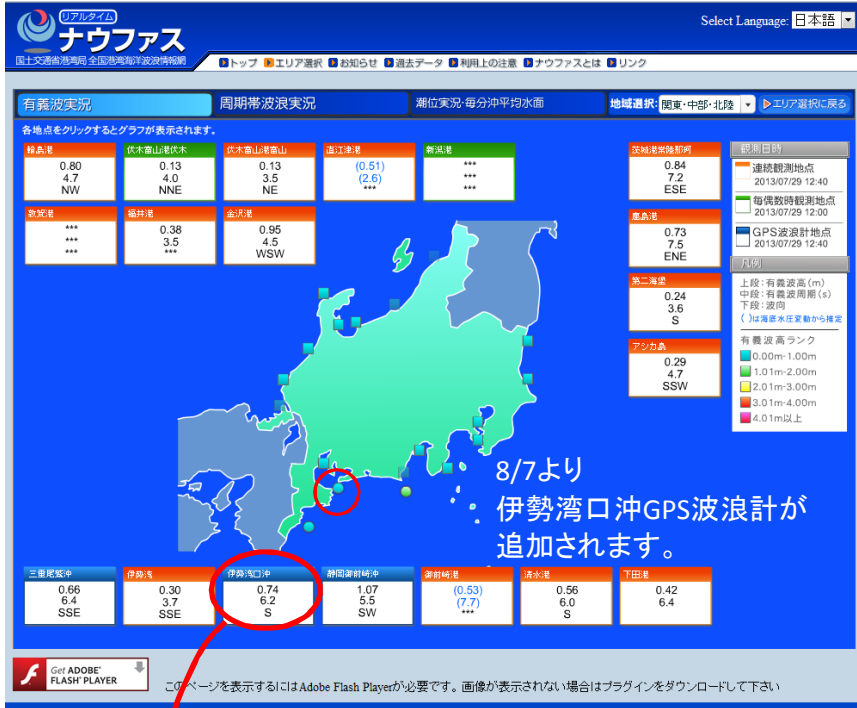 リアルタイム
ナウファス
国土交通省港湾局 全国港湾海洋波浪情報網
Select Language: 日本語
トップ エリア選択 お知らせ 過去データ 利用上の注意 ナウファスとは リンク
有義波実況 周期帯波浪実況 潮位実況・毎分沖平均水面 地域選択: 関東・中部・北陸 エリア選択に戻る
各地点をクリックするとグラフが表示されます。
輪島港
0.80
4.7
NW
伏木富山港伏木
0.13
4.0
NNE
伏木富山港富山
0.13
3.5
NE
直江津港
(0.51)
(2.6)
***
新潟港
***
***
***
敦賀港
***
***
***
福井港
0.38
3.5
***
金沢港
0.95
4.5
WSW
茨城港常陸那珂
0.84
7.2
ESE
鹿島港
0.73
7.5
ENE
第二海堡
0.24
3.6
S
アシカ島
0.29
4.7
SSW
観測日時
連続観測地点
2013/07/29 12:40
毎偶数時観測地点
2013/07/29 12:00
GPS波浪計地点
2013/07/29 12:40
凡例
上段:有義波高(m)
中段:有義波周期(s)
下段:波向
( )は海底水圧変動から推定
有義波高ランク
0.00m-1.00m
1.01m-2.00m
2.01m-3.00m
3.01m-4.00m
4.01m以上
8/7より
伊勢湾口沖GPS波浪計が
追加されます。
三重尾鷲沖
0.66
6.4
SSE
伊勢湾
0.30
3.7
SSE
伊勢湾口沖
0.74
6.2
S
静岡御前崎沖
1.07
5.5
SW
御前崎港
(0.53)
(7.7)
***
清水港
0.56
6.0
S
下田港
0.42
6.4
Get ADOBE®
FLASH® PLAYER
このページを表示するにはAdobe Flash Playerが必要です。画像が表示されない場合はプラグインをダウンロードして下さい